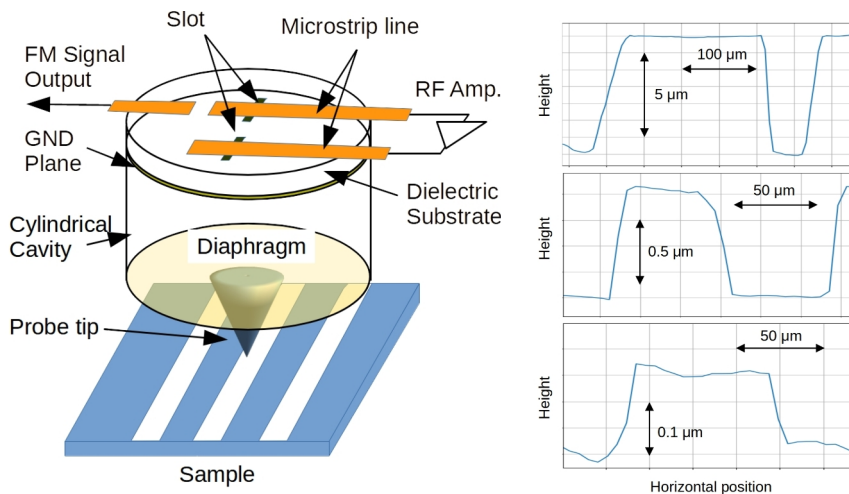 Slot
Microstrip line
FM Signal
Output
RF Amp.
GND
Plane
Dielectric
Substrate
Cylindrical
Cavity
Diaphragm
Probe tip
Sample
Height
100 μm
5 μm
Height
50 μm
0.5 μm
Height
50 μm
0.1 μm
Horizontal position